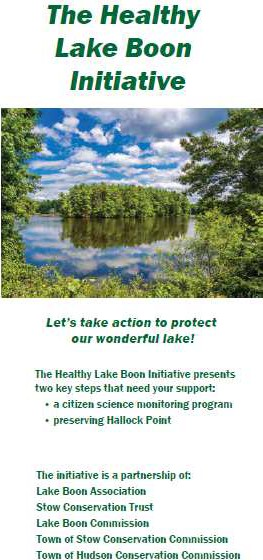 The Healthy
Lake Boon
Initiative
Let's take action to protect
our wonderful lake!
The Healthy Lake Boon Initiative presents
two key steps that need your support:
• a citizen science monitoring program
• preserving Hallock Point
The initiative is a partnership of:
Lake Boon Association
Stow Conservation Trust
Lake Boon Commission
Town of Stow Conservation Commission
Town of Hudson Conservation Commission